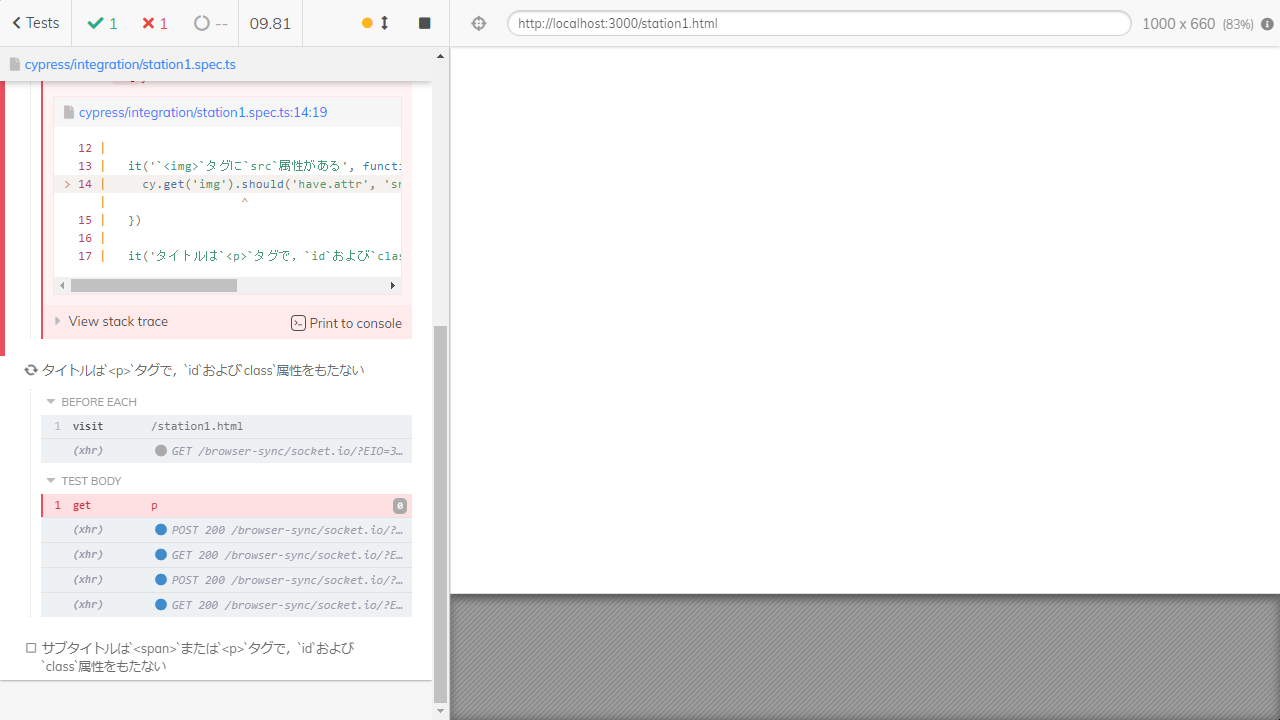 Tests 1 1 -- 09.81
http://localhost:3000/station1.html 1000 x 660 (83%)
cypress/integration/station1.spec.ts
cypress/integration/station1.spec.ts:14:19
12 |
13 | it('`<img>`タグに`src`属性がある', functi
> 14 | cy.get('img').should('have.attr', 'sr
| ^
15 | })
16 |
17 | it('タイトルは`<p>`タグで，`id`および`clas
View stack trace Print to console
タイトルは`<p>`タグで，`id`および`class`属性をもたない
BEFORE EACH
1 visit /station1.html
(xhr) GET /browser-sync/socket.io/?EIO=3…
TEST BODY
1 get p 0
(xhr) POST 200 /browser-sync/socket.io/?…
(xhr) GET 200 /browser-sync/socket.io/?E…
(xhr) POST 200 /browser-sync/socket.io/?…
(xhr) GET 200 /browser-sync/socket.io/?E…
サブタイトルは`<span>`または`<p>`タグで，`id`および
`class`属性をもたない